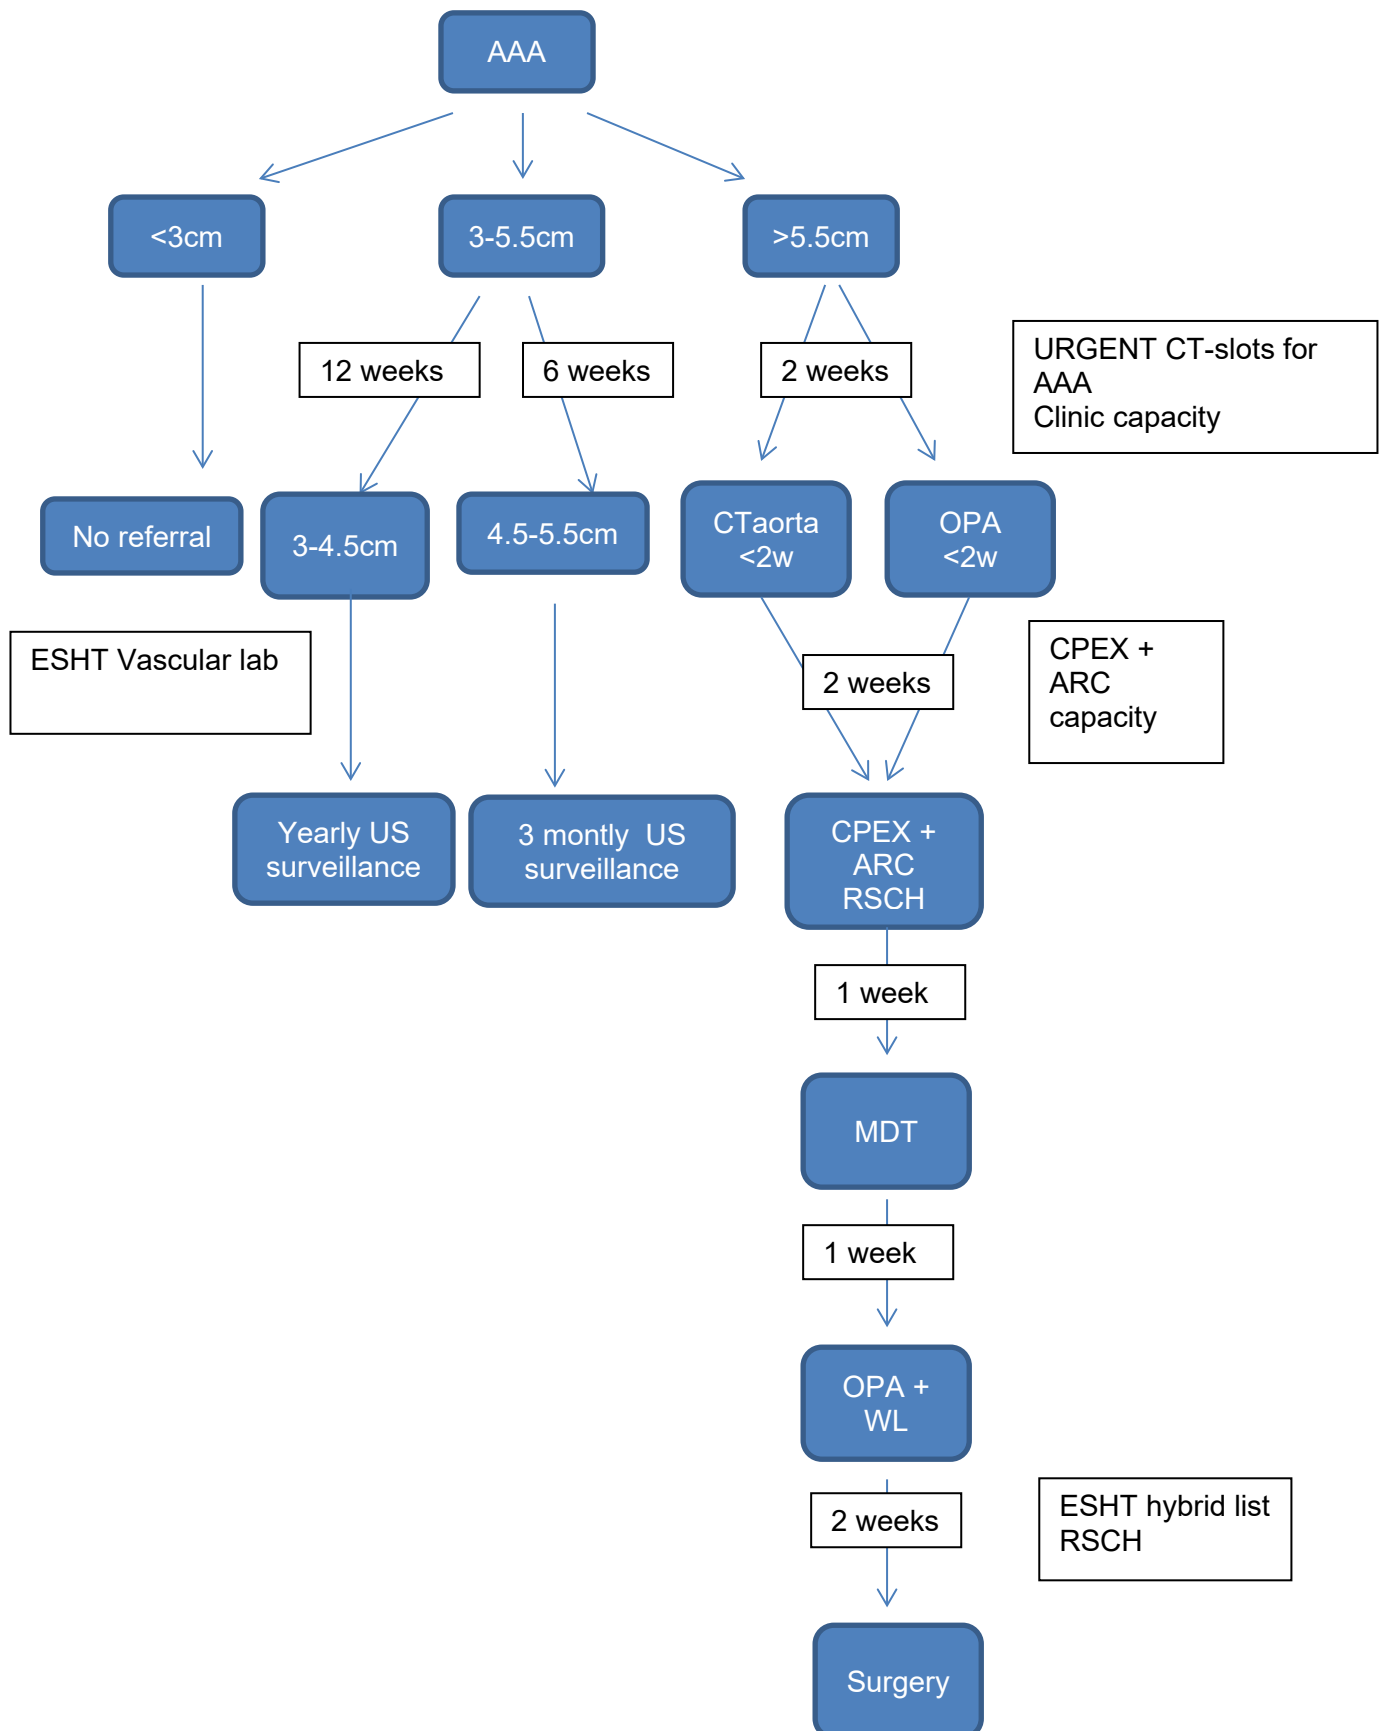 AAA
<3cm
3-5.5cm
>5.5cm
12 weeks
6 weeks
2 weeks
URGENT CT-slots for
AAA
Clinic capacity
No referral
3-4.5cm
4.5-5.5cm
CTaorta
<2w
OPA
<2w
ESHT Vascular lab
2 weeks
CPEX +
ARC
capacity
Yearly US
surveillance
3 montly  US
surveillance
CPEX +
ARC
RSCH
1 week
MDT
1 week
OPA +
WL
2 weeks
ESHT hybrid list
RSCH
Surgery